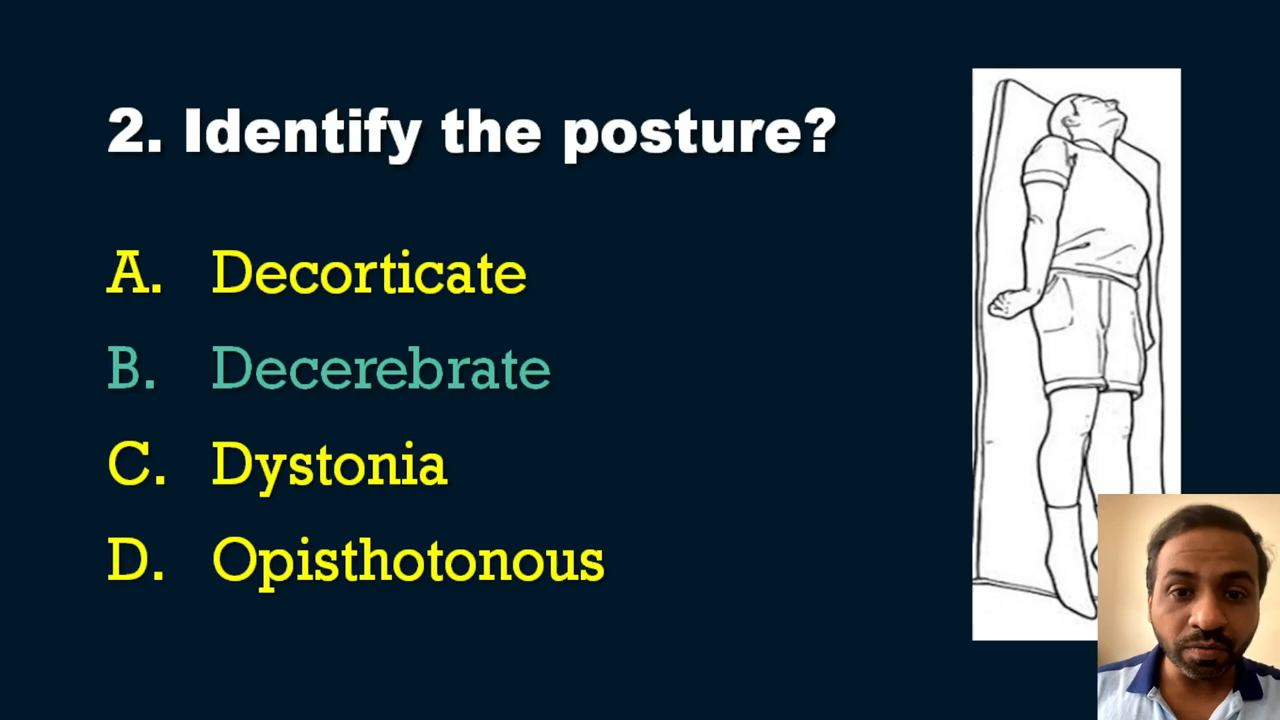 2. Identify the posture?
A. Decorticate
B. Decerebrate
C. Dystonia
D. Opisthotonous